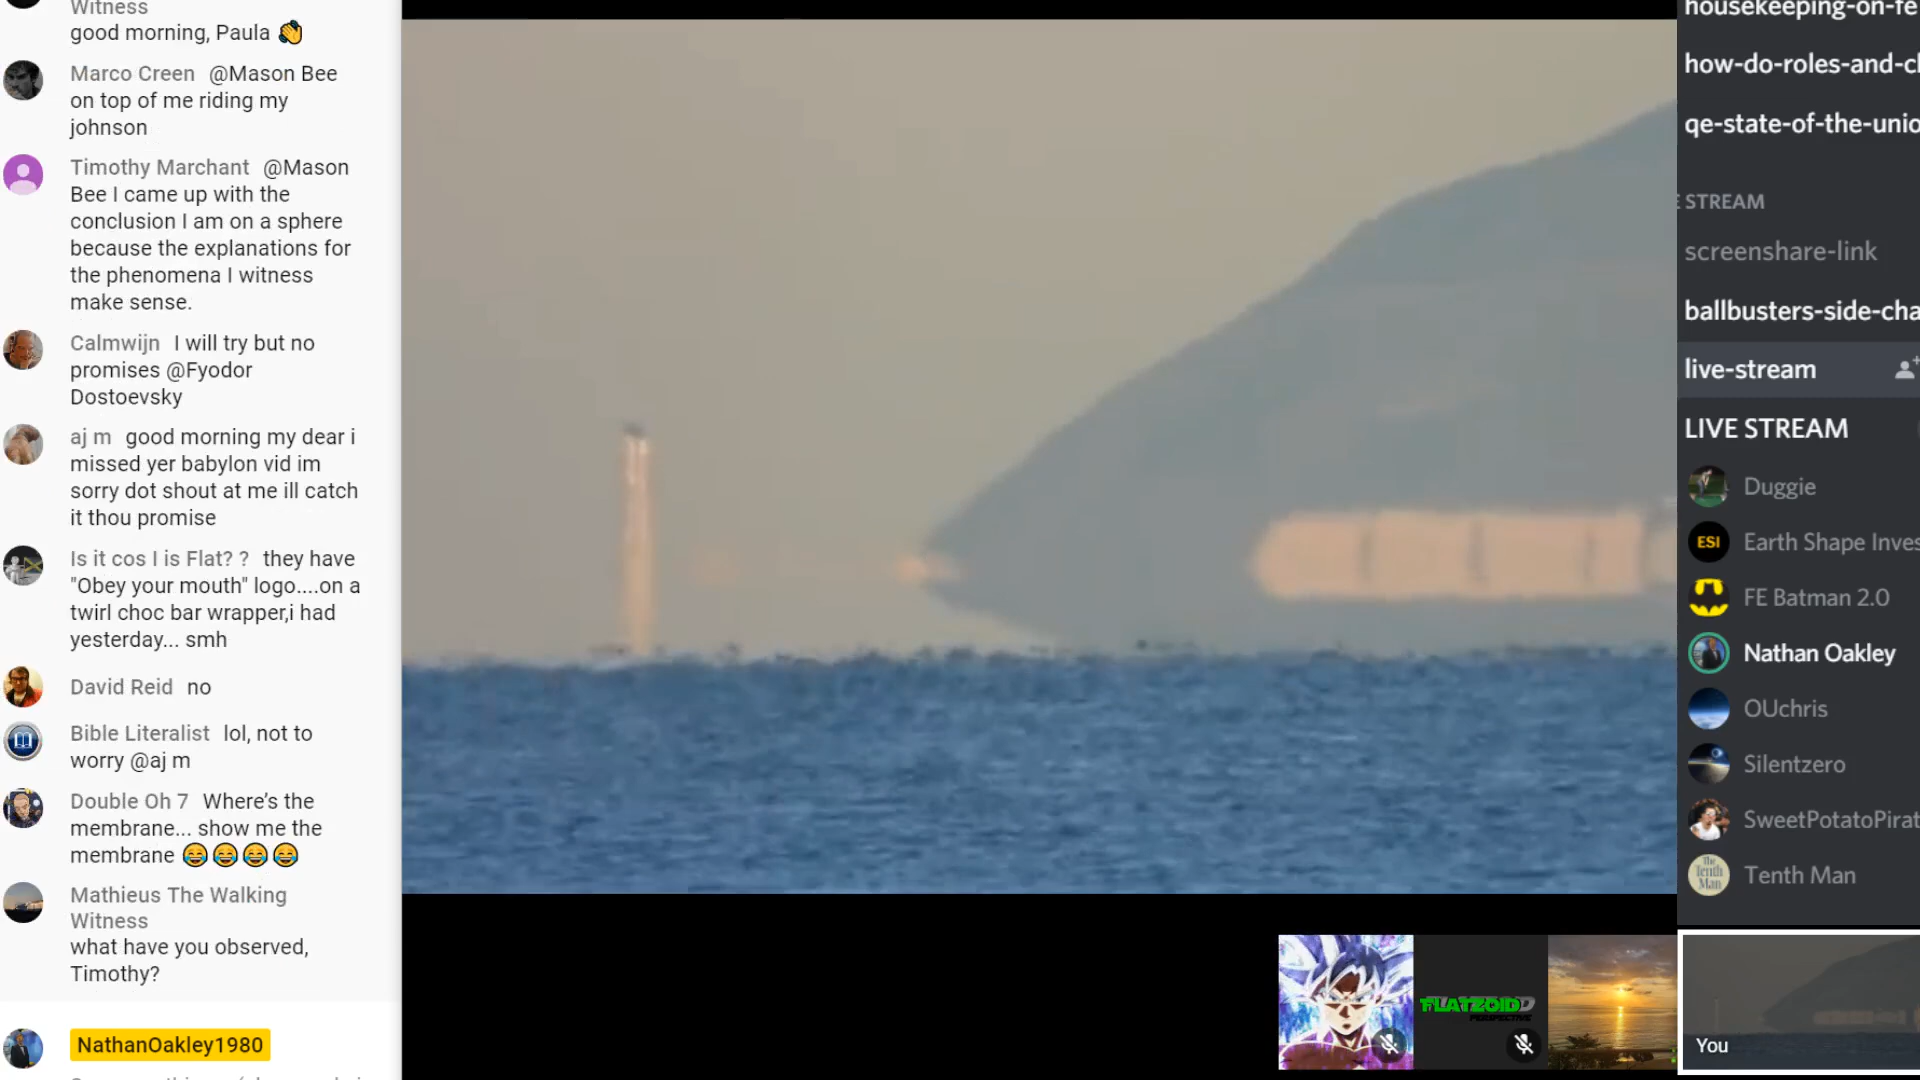 Witness
good morning, Paula
Marco Creen @Mason Bee
on top of me riding my
johnson
Timothy Marchant @Mason
Bee I came up with the
conclusion I am on a sphere
because the explanations for
the phenomena I witness
make sense.
Calmwijn I will try but no
promises @Fyodor
Dostoevsky
aj m good morning my dear i
missed yer babylon vid im
sorry dot shout at me ill catch
it thou promise
Is it cos I is Flat? ? they have
"Obey your mouth" logo....on a
twirl choc bar wrapper,i had
yesterday... smh
David Reid no
Bible Literalist lol, not to
worry @aj m
Double Oh 7 Where's the
membrane... show me the
membrane 😂😂😂😂
Mathieus The Walking
Witness
what have you observed,
Timothy?
NathanOakley1980
housekeeping-on-fe
how-do-roles-and-c
qe-state-of-the-unio
STREAM
screenshare-link
ballbusters-side-cha
live-stream
LIVE STREAM
Duggie
ESI Earth Shape Inves
FE Batman 2.0
Nathan Oakley
OUchris
Silentzero
SweetPotatoPirat
The Tenth Man Tenth Man
FLATZOID
PERSPECTIVE
You